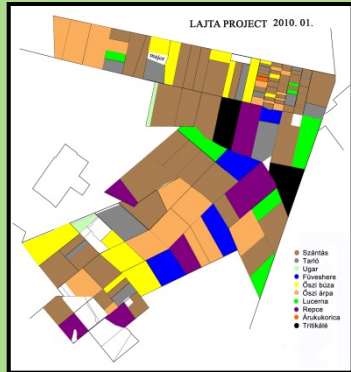 LAJTA PROJECT 2010. 01.
major
Szántás
Tarló
Ugar
Füveshere
Őszi búza
Őszi árpa
Lucerna
Repce
Árukukorica
Tritikálé